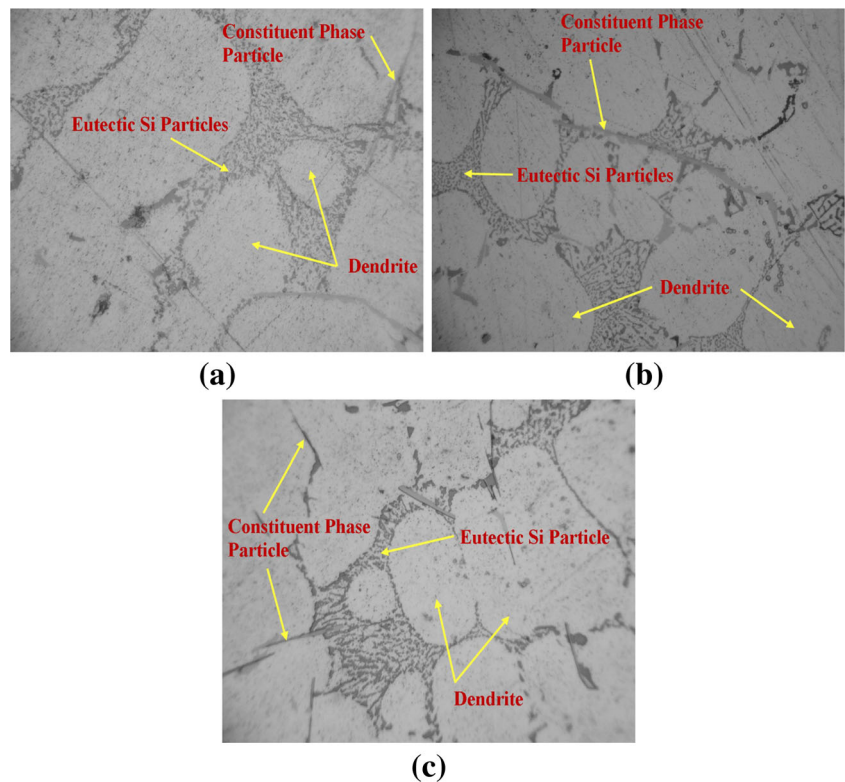 Constituent Phase
Particle
Eutectic Si Particles
Dendrite
(a)
Constituent Phase
Particle
Eutectic Si Particles
Dendrite
(b)
Constituent Phase
Particle
Eutectic Si Particle
Dendrite
(c)